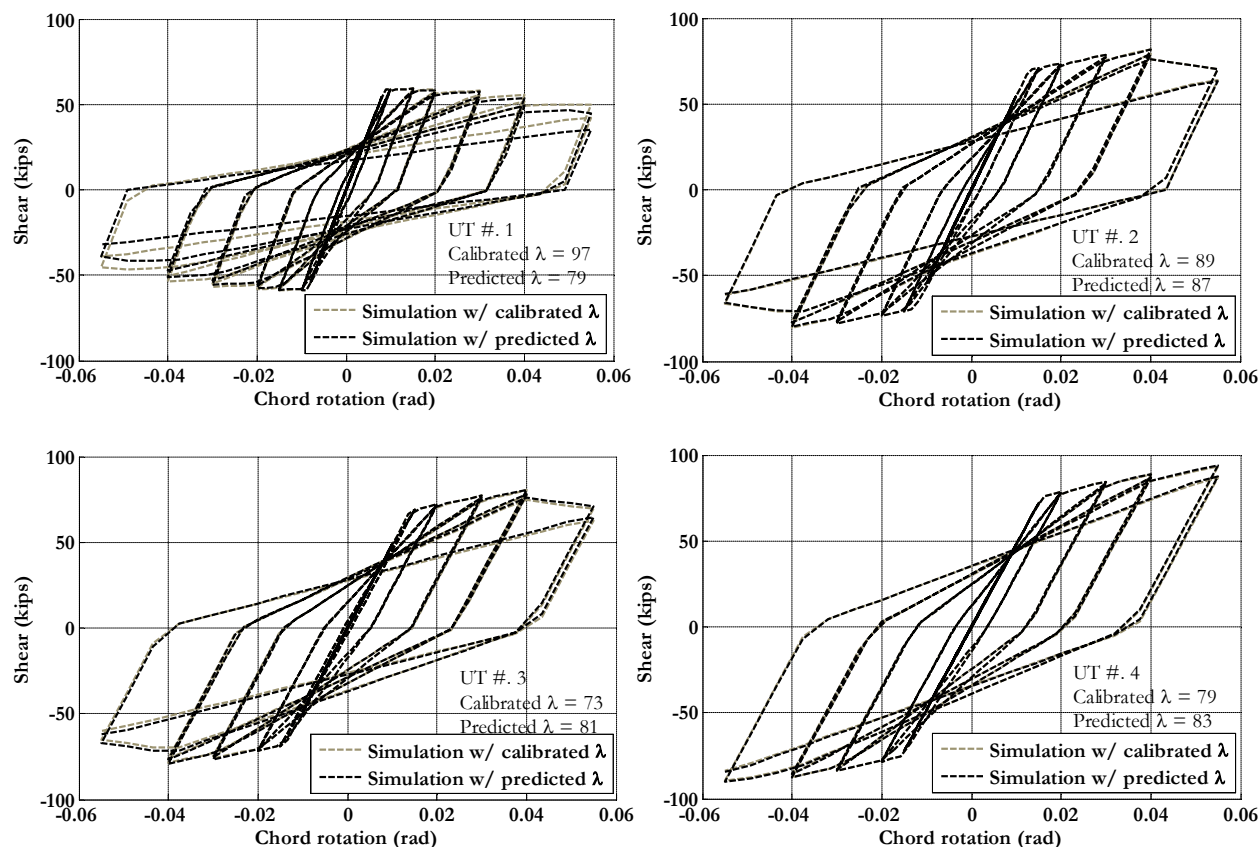 100
50
0
-50
-100
Shear (kips)
UT #. 1
Calibrated λ = 97
Predicted λ = 79
Simulation w/ calibrated λ
Simulation w/ predicted λ
-0.06 -0.04 -0.02 0 0.02 0.04 0.06
Chord rotation (rad)
100
50
0
-50
-100
Shear (kips)
UT #. 2
Calibrated λ = 89
Predicted λ = 87
Simulation w/ calibrated λ
Simulation w/ predicted λ
-0.06 -0.04 -0.02 0 0.02 0.04 0.06
Chord rotation (rad)
100
50
0
-50
-100
Shear (kips)
UT #. 3
Calibrated λ = 73
Predicted λ = 81
Simulation w/ calibrated λ
Simulation w/ predicted λ
-0.06 -0.04 -0.02 0 0.02 0.04 0.06
Chord rotation (rad)
100
50
0
-50
-100
Shear (kips)
UT #. 4
Calibrated λ = 79
Predicted λ = 83
Simulation w/ calibrated λ
Simulation w/ predicted λ
-0.06 -0.04 -0.02 0 0.02 0.04 0.06
Chord rotation (rad)